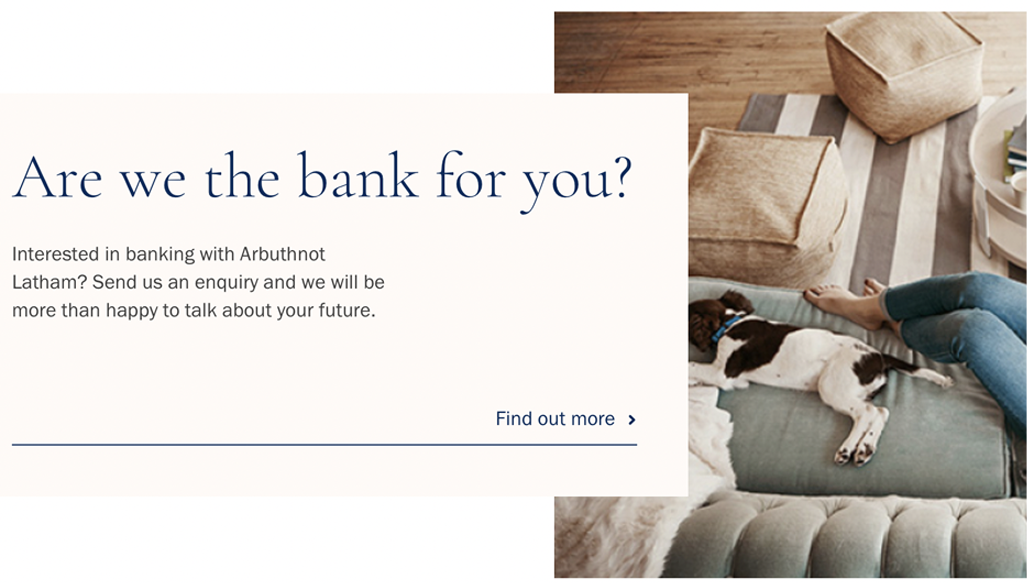 Are we the bank for you?
Interested in banking with Arbuthnot
Latham? Send us an enquiry and we will be
more than happy to talk about your future.
Find out more